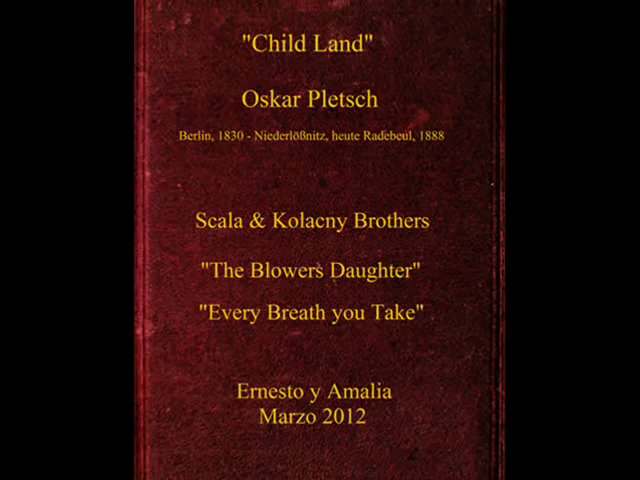 "Child Land"
Oskar Pletsch
Berlin, 1830 - Niederlößnitz, heute Radebeul, 1888
Scala & Kolacny Brothers
"The Blowers Daughter"
"Every Breath you Take"
Ernesto y Amalia
Marzo 2012